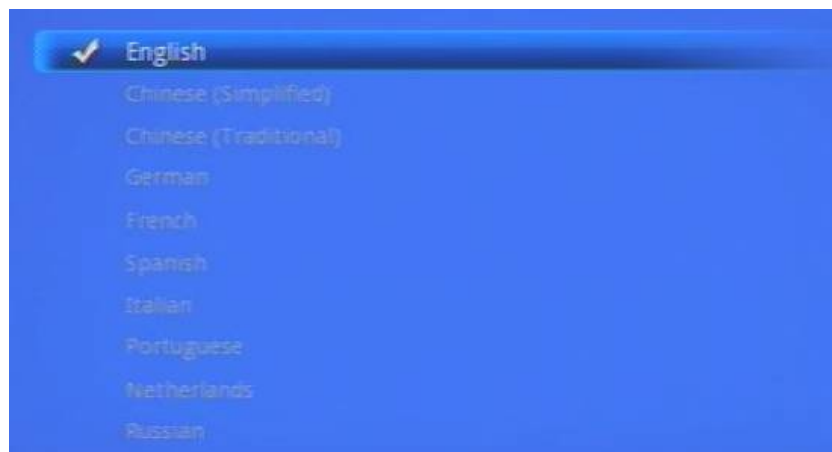 English
Chinese (Simplified)
Chinese (Traditional)
German
French
Spanish
Italian
Portuguese
Netherlands
Russian